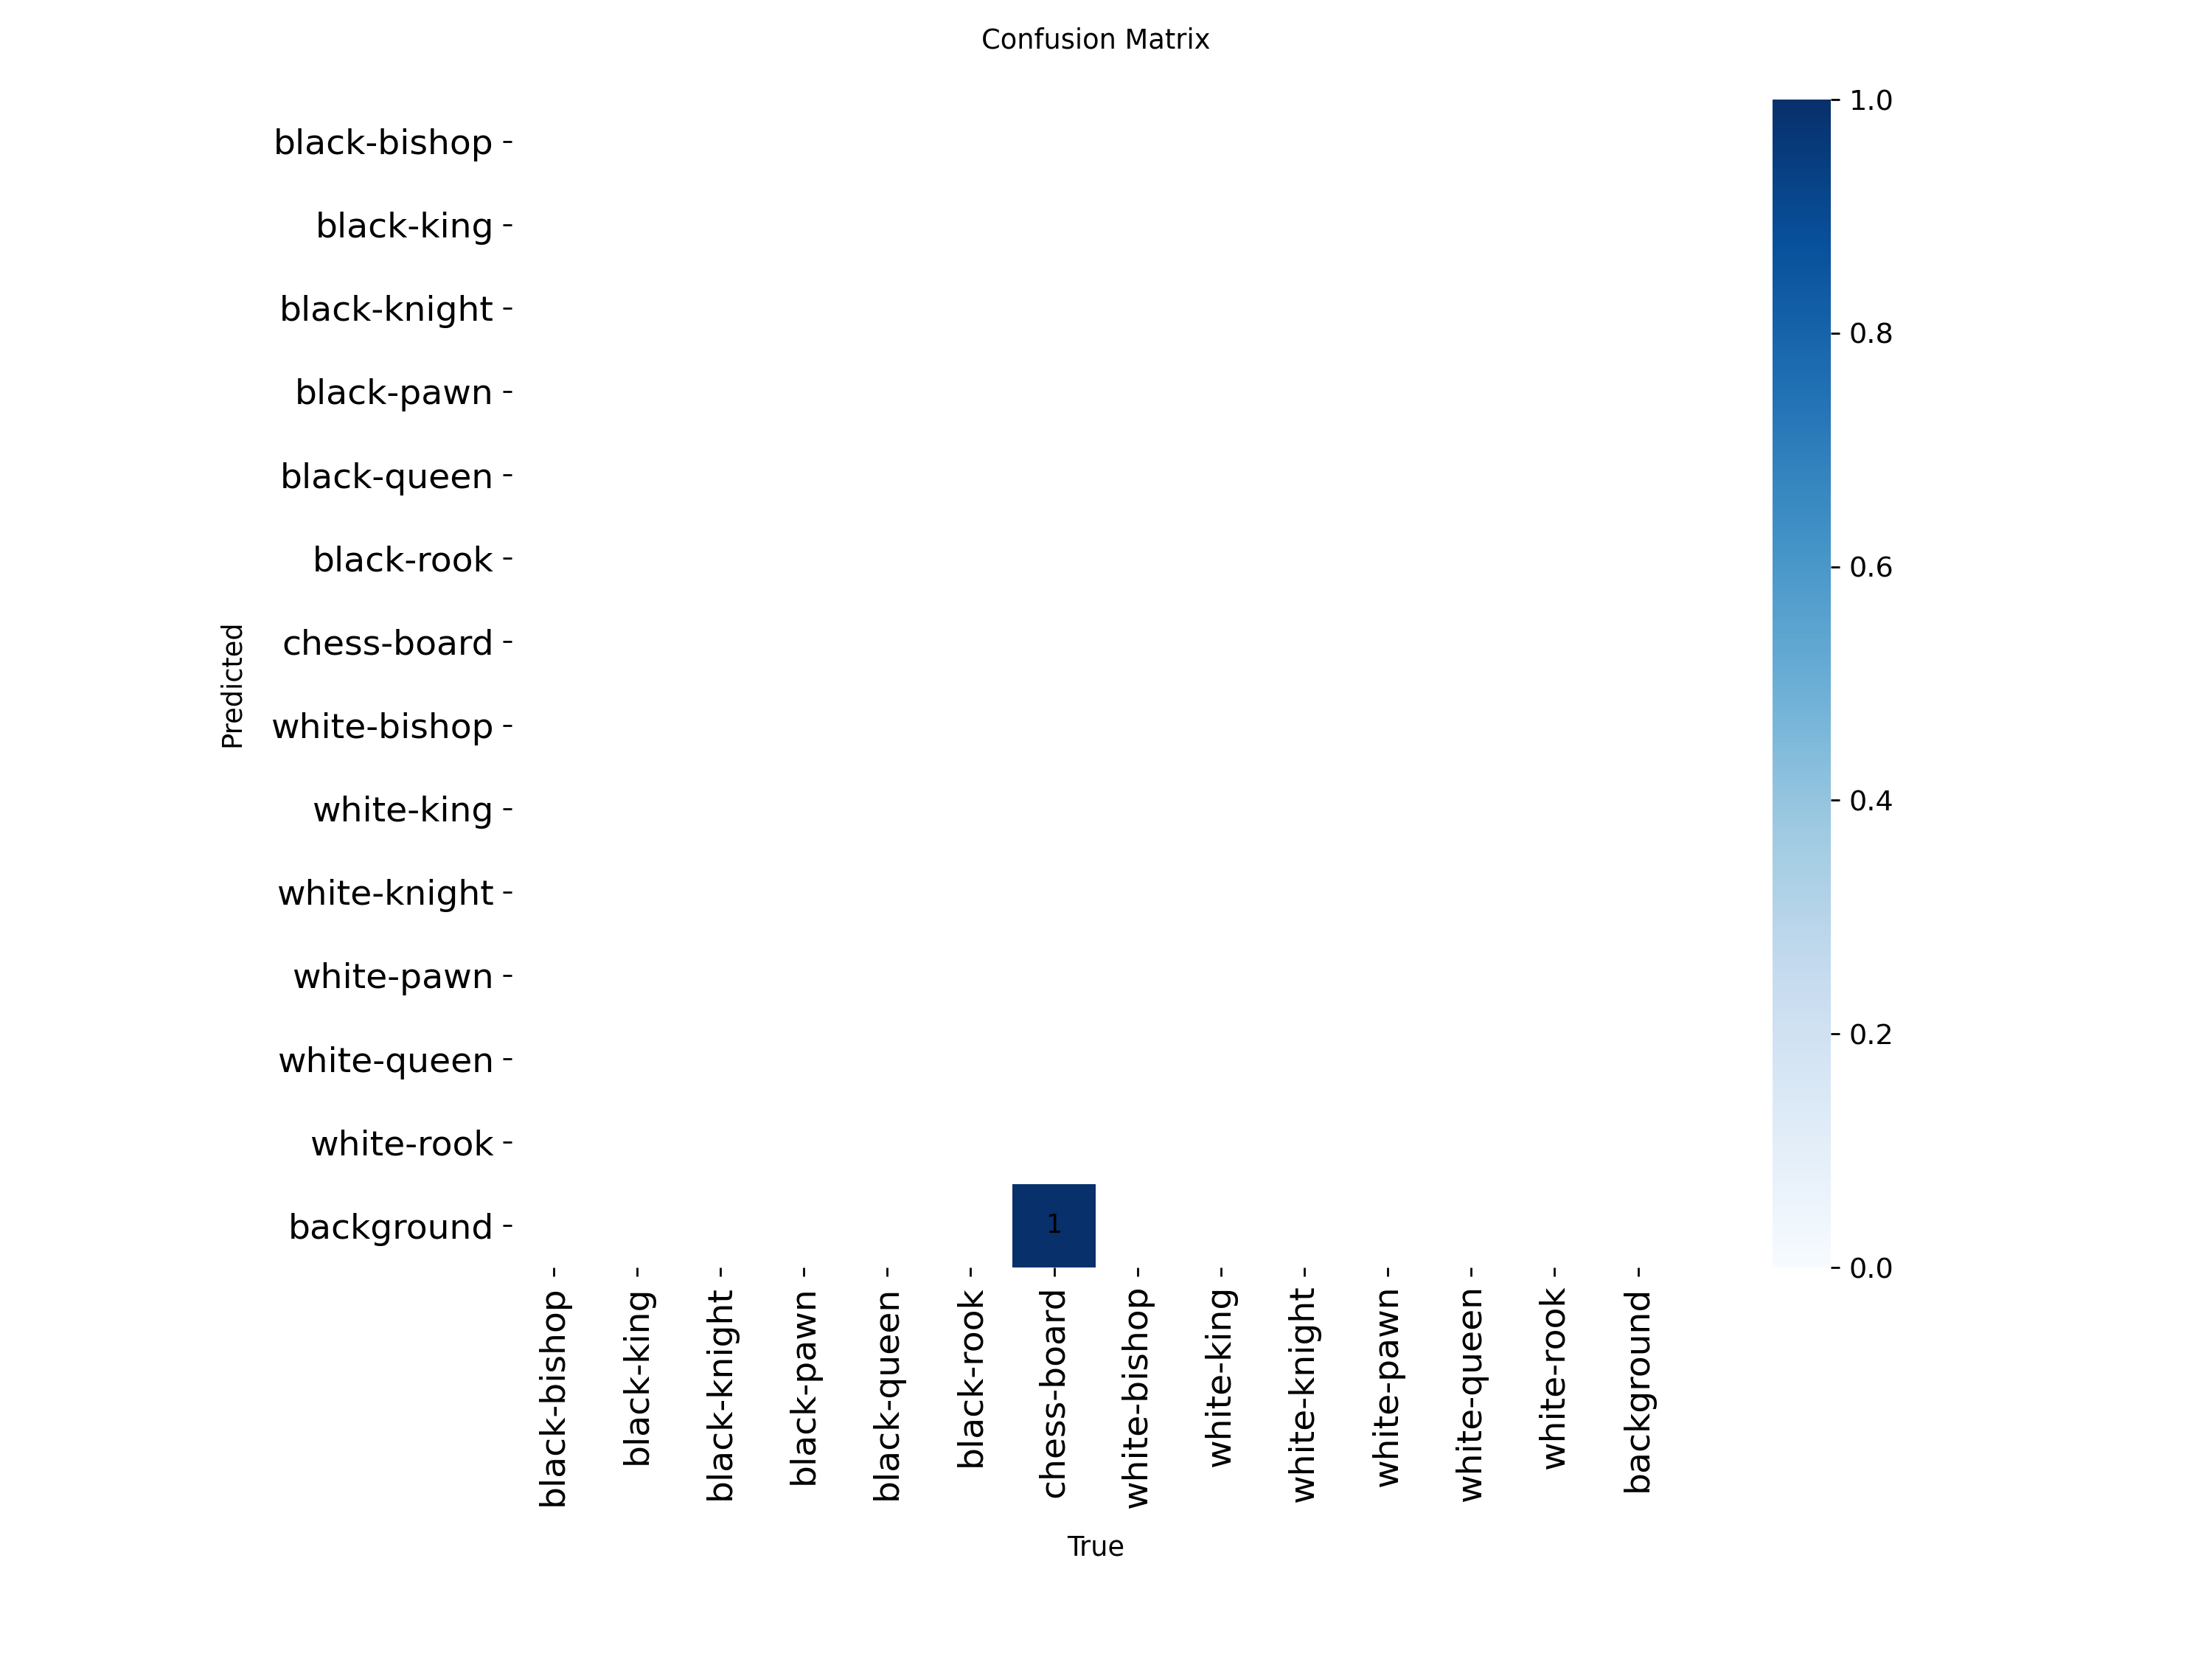 Confusion Matrix
black-bishop
black-king
black-knight
black-pawn
black-queen
black-rook
chess-board
white-bishop
white-king
white-knight
white-pawn
white-queen
white-rook
background
Predicted
1
black-bishop
black-king
black-knight
black-pawn
black-queen
black-rook
chess-board
white-bishop
white-king
white-knight
white-pawn
white-queen
white-rook
background
True
1.0
0.8
0.6
0.4
0.2
0.0